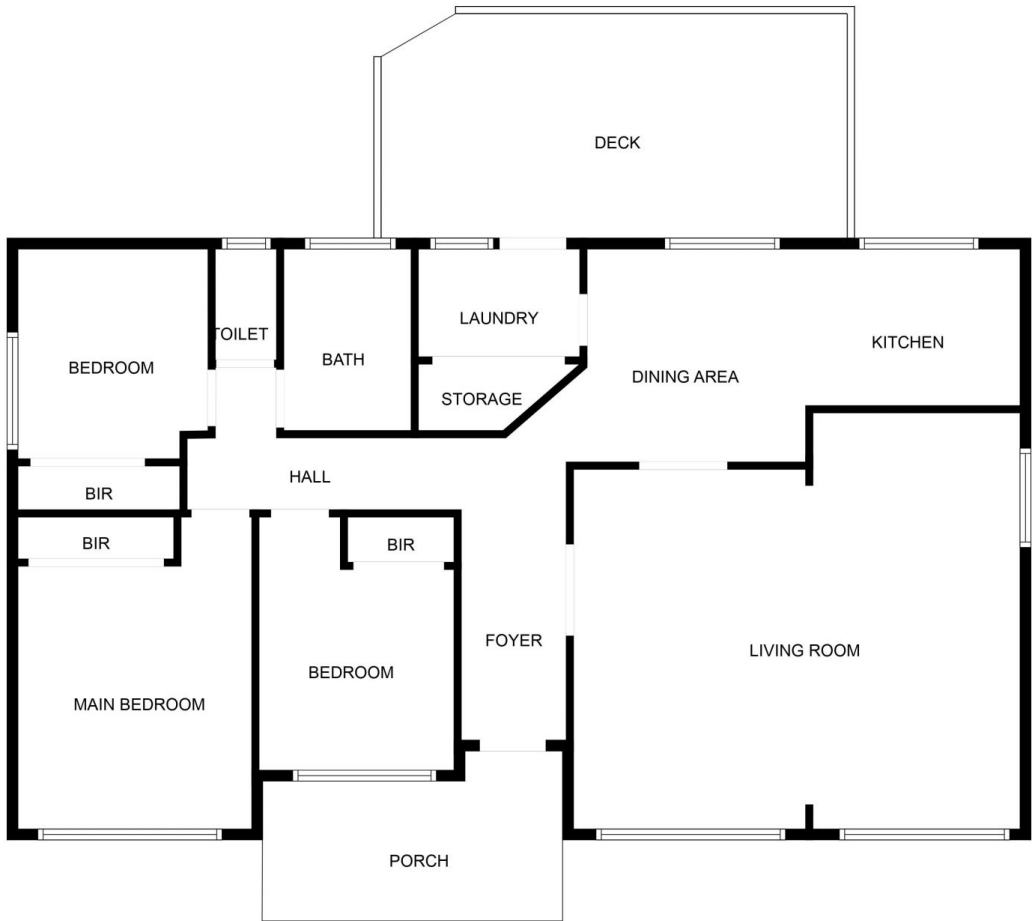 DECK
LAUNDRY
TOILET
BATH
KITCHEN
BEDROOM
DINING AREA
STORAGE
HALL
BIR
BIR
BIR
FOYER
LIVING ROOM
BEDROOM
MAIN BEDROOM
PORCH